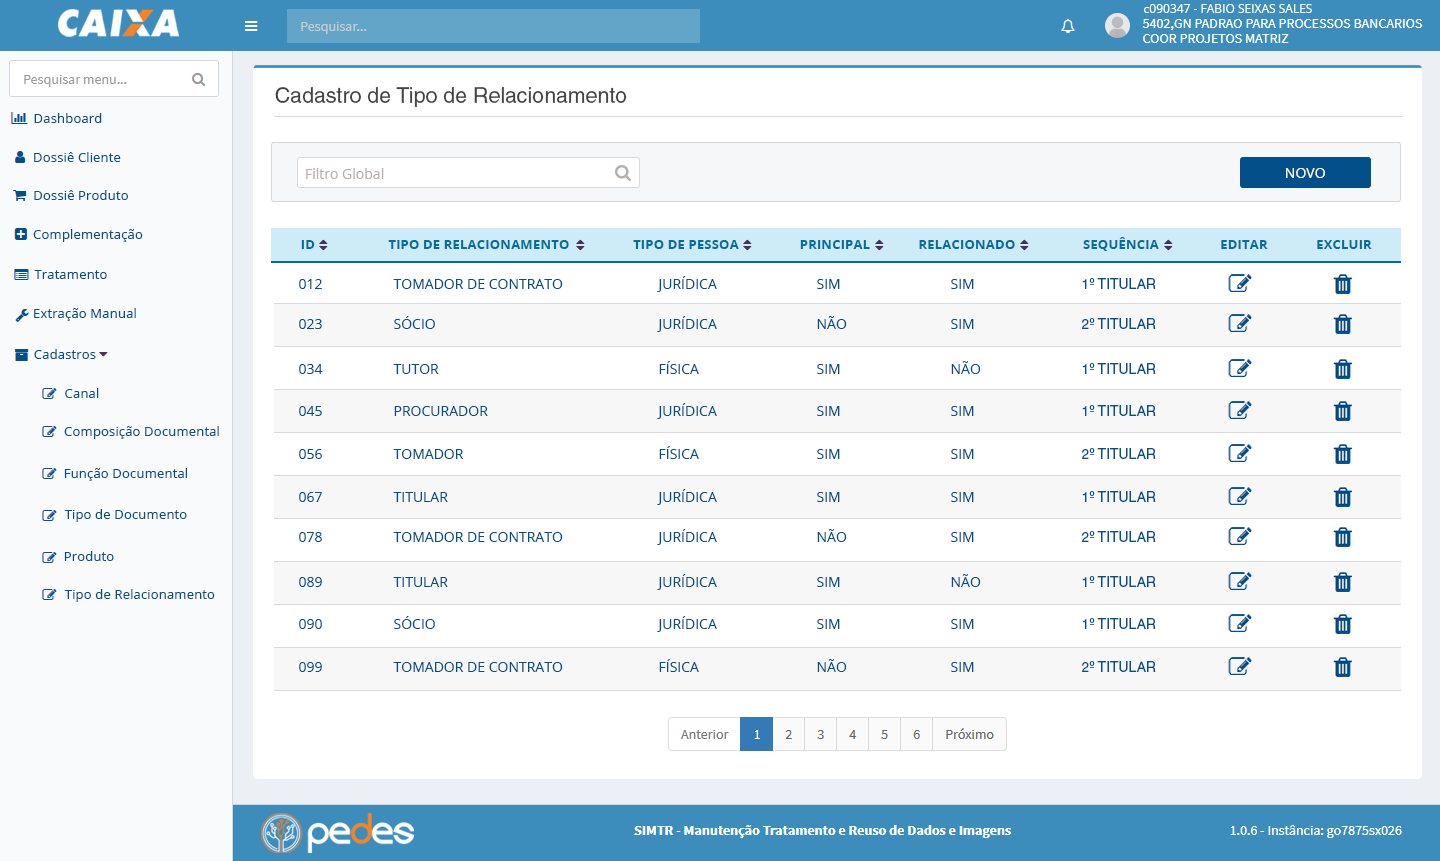 CAIXA
Pesquisar...
c090347 - FABIO SEIXAS SALES
5402,GN PADRAO PARA PROCESSOS BANCARIOS
COOR PROJETOS MATRIZ
Pesquisar menu...
Dashboard
Dossiê Cliente
Dossiê Produto
Complementação
Tratamento
Extração Manual
Cadastros
Canal
Composição Documental
Função Documental
Tipo de Documento
Produto
Tipo de Relacionamento
Cadastro de Tipo de Relacionamento
Filtro Global
NOVO
ID TIPO DE RELACIONAMENTO TIPO DE PESSOA PRINCIPAL RELACIONADO SEQUÊNCIA EDITAR EXCLUIR
012 TOMADOR DE CONTRATO JURÍDICA SIM SIM 1º TITULAR
023 SÓCIO JURÍDICA NÃO SIM 2º TITULAR
034 TUTOR FÍSICA SIM NÃO 1º TITULAR
045 PROCURADOR JURÍDICA SIM SIM 1º TITULAR
056 TOMADOR FÍSICA SIM SIM 2º TITULAR
067 TITULAR JURÍDICA SIM SIM 1º TITULAR
078 TOMADOR DE CONTRATO JURÍDICA NÃO SIM 2º TITULAR
089 TITULAR JURÍDICA SIM NÃO 1º TITULAR
090 SÓCIO JURÍDICA SIM SIM 1º TITULAR
099 TOMADOR DE CONTRATO FÍSICA NÃO SIM 2º TITULAR
Anterior 1 2 3 4 5 6 Próximo
pedes
SIMTR - Manutenção Tratamento e Reuso de Dados e Imagens
1.0.6 - Instância: go7875sx026